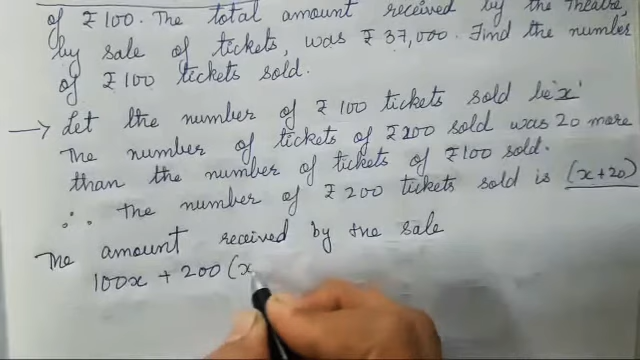 of ₹100. The total amount received by the Theatre,
by sale of tickets, was ₹ 37,000. Find the number
of ₹100 tickets sold.
→ Let the number of ₹100 tickets sold be 'x'
The number of tickets of ₹200 sold was 20 more
than the number of tickets of ₹100 sold.
∴ the number of ₹200 tickets sold is (x+20)
The amount received by the sale
100x + 200 (x